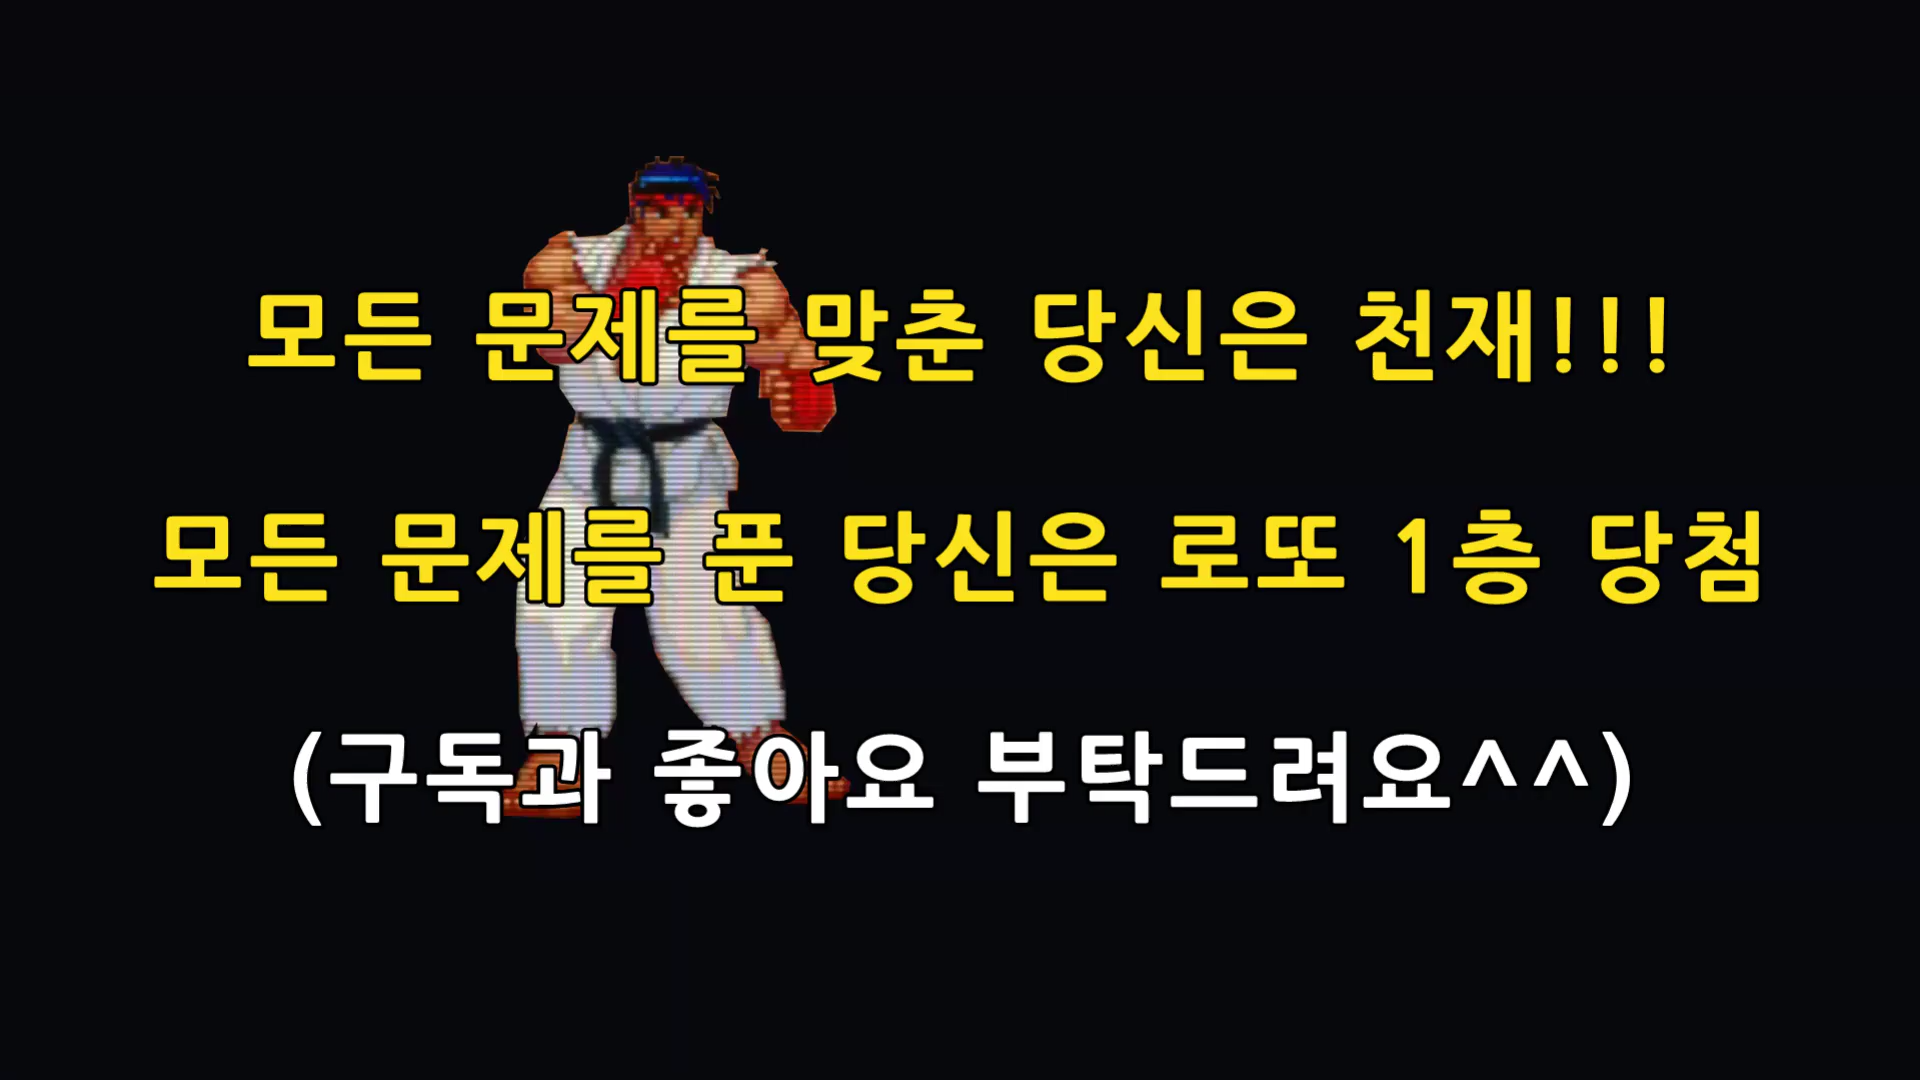 모든 문제를 맞춘 당신은 천재!!!
모든 문제를 푼 당신은 로또 1층 당첨
(구독과 좋아요 부탁드려요^^)